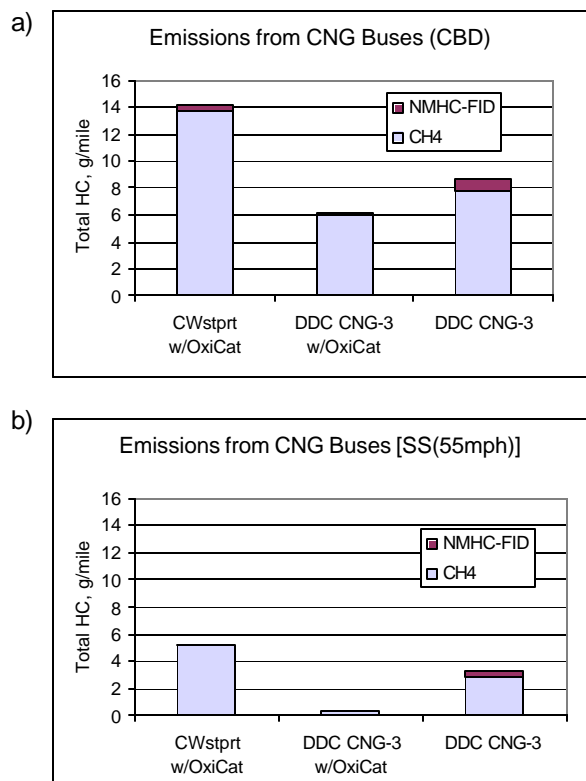 a)
Emissions from CNG Buses (CBD)
16
14
12
10
8
6
4
2
0
Total HC, g/mile
NMHC-FID
CH4
CWstprt
w/OxiCat
DDC CNG-3
w/OxiCat
DDC CNG-3
b)
Emissions from CNG Buses [SS(55mph)]
16
14
12
10
8
6
4
2
0
Total HC, g/mile
NMHC-FID
CH4
CWstprt
w/OxiCat
DDC CNG-3
w/OxiCat
DDC CNG-3